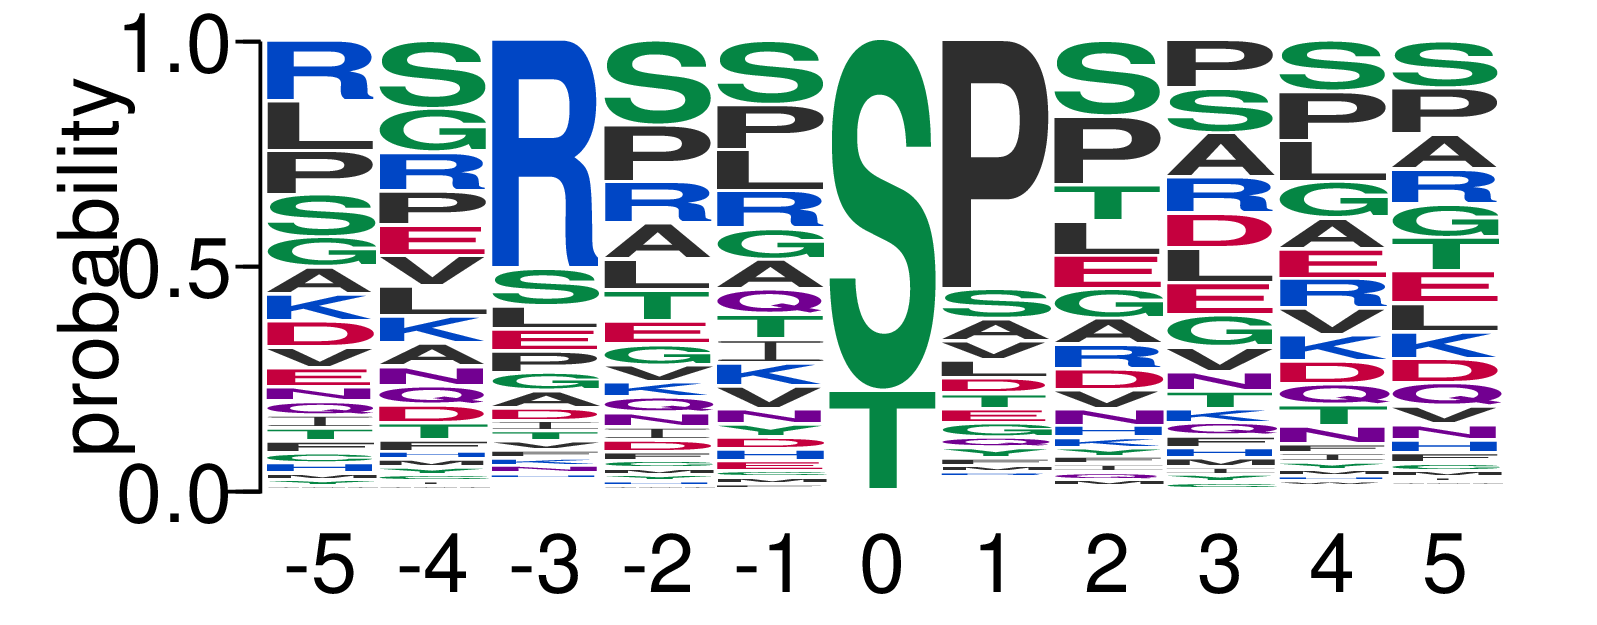 probability
1.0
0.5
0.0
R S R S S S P S P S S
L G S P P T S P S P P
P R L R L A T A L A
S P E A R V L R G R
G E P L G L E D A G
A V G T A D G L E T
K L A E Q T A E R E
D K D G T E R G V L
V A I V I G D V K K
E N T K K Q V N D D
N Q V Q V Y N T Q Q
-5 -4 -3 -2 -1 0 1 2 3 4 5